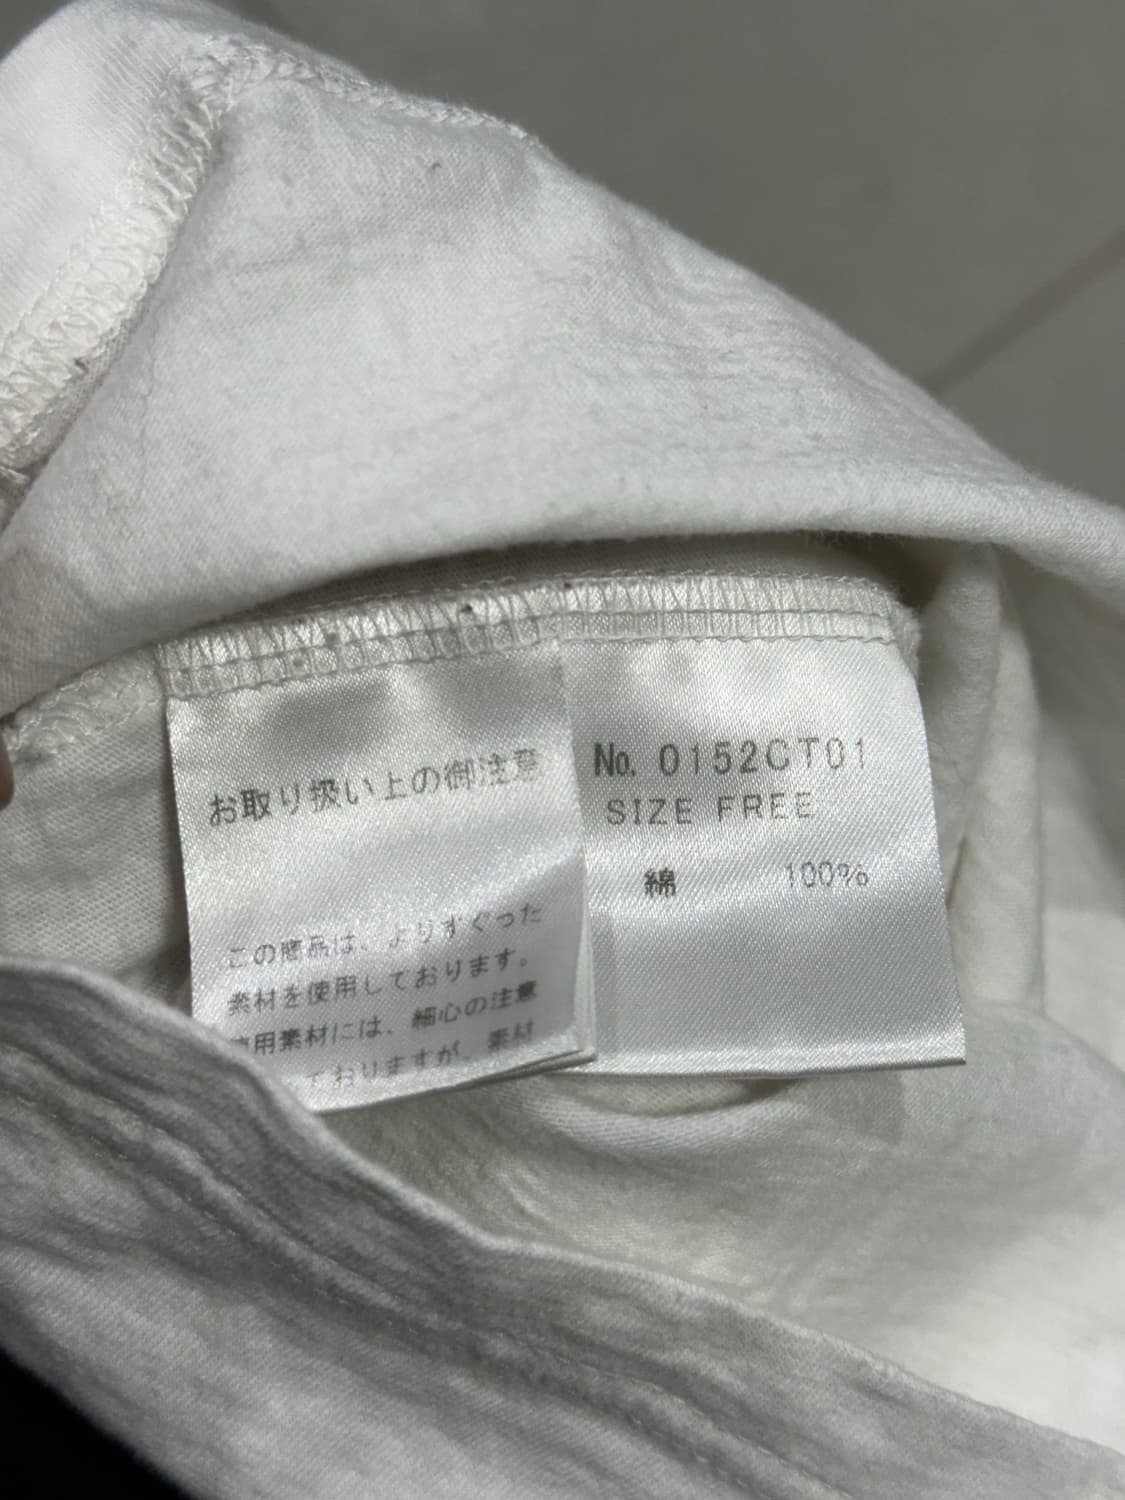 お取り扱い上の御注意
この商品は、よりすぐった
素材を使用しております。
使用素材には、細心の注意
ておりますが、素材
No. 0152CT01
SIZE FREE
綿 100%